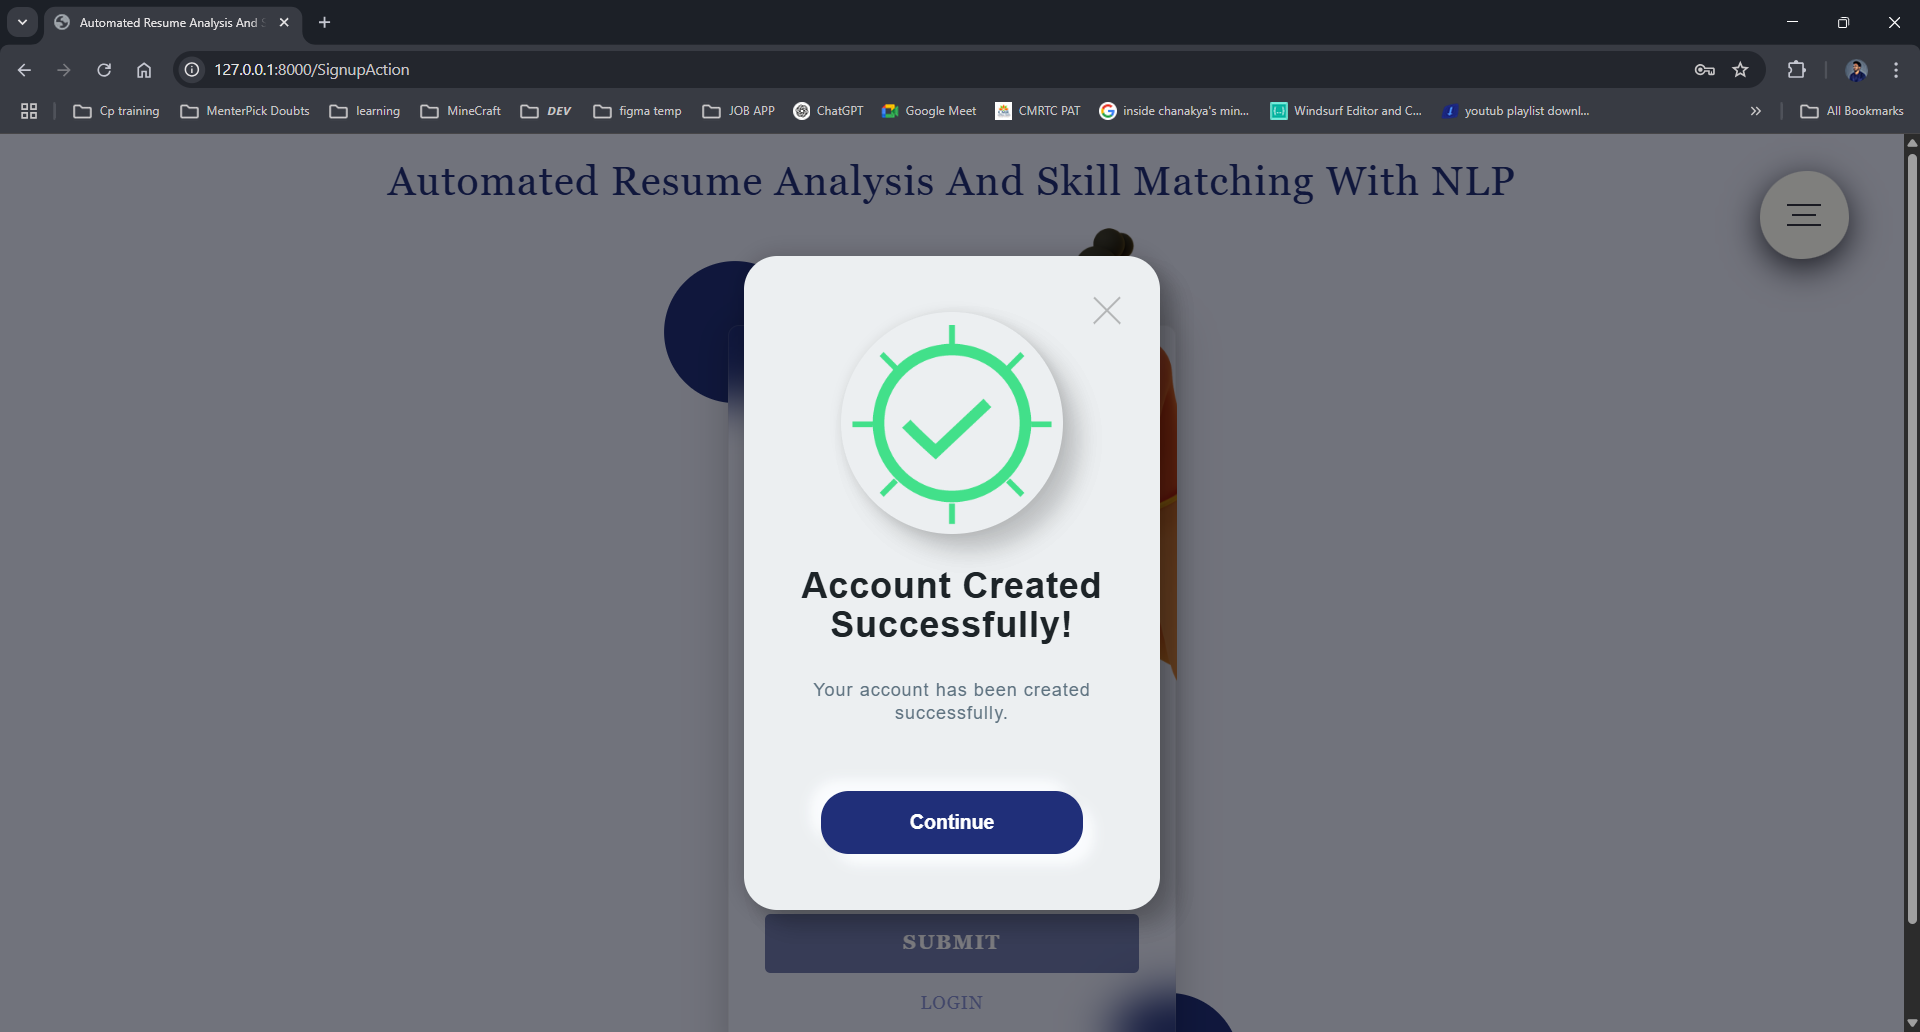 Automated Resume Analysis And S
127.0.0.1:8000/SignupAction
Cp training
MenterPick Doubts
learning
MineCraft
DEV
figma temp
JOB APP
ChatGPT
Google Meet
CMRTC PAT
inside chanakya's min...
Windsurf Editor and C...
youtub playlist downl...
All Bookmarks
Automated Resume Analysis And Skill Matching With NLP
Account Created
Successfully!
Your account has been created
successfully.
Continue
SUBMIT
LOGIN